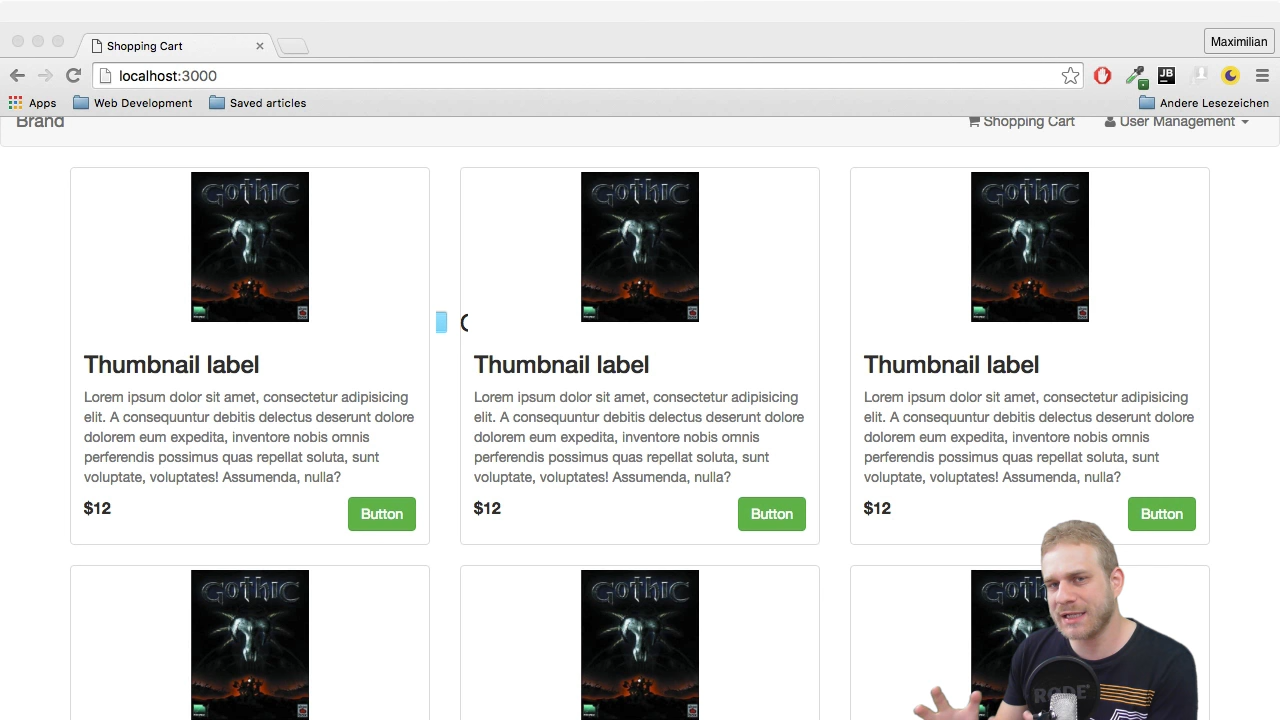 Shopping Cart
Maximilian
localhost:3000
JB
Apps
Web Development
Saved articles
Andere Lesezeichen
Brand
Shopping Cart
User Management
GOTHIC
GOTHIC
GOTHIC
Thumbnail label
Lorem ipsum dolor sit amet, consectetur adipisicing
elit. A consequuntur debitis delectus deserunt dolore
dolorem eum expedita, inventore nobis omnis
perferendis possimus quas repellat soluta, sunt
voluptate, voluptates! Assumenda, nulla?
$12
Button
Thumbnail label
Lorem ipsum dolor sit amet, consectetur adipisicing
elit. A consequuntur debitis delectus deserunt dolore
dolorem eum expedita, inventore nobis omnis
perferendis possimus quas repellat soluta, sunt
voluptate, voluptates! Assumenda, nulla?
$12
Button
Thumbnail label
Lorem ipsum dolor sit amet, consectetur adipisicing
elit. A consequuntur debitis delectus deserunt dolore
dolorem eum expedita, inventore nobis omnis
perferendis possimus quas repellat soluta, sunt
voluptate, voluptates! Assumenda, nulla?
$12
Button
GOTHIC
GOTHIC
RODE